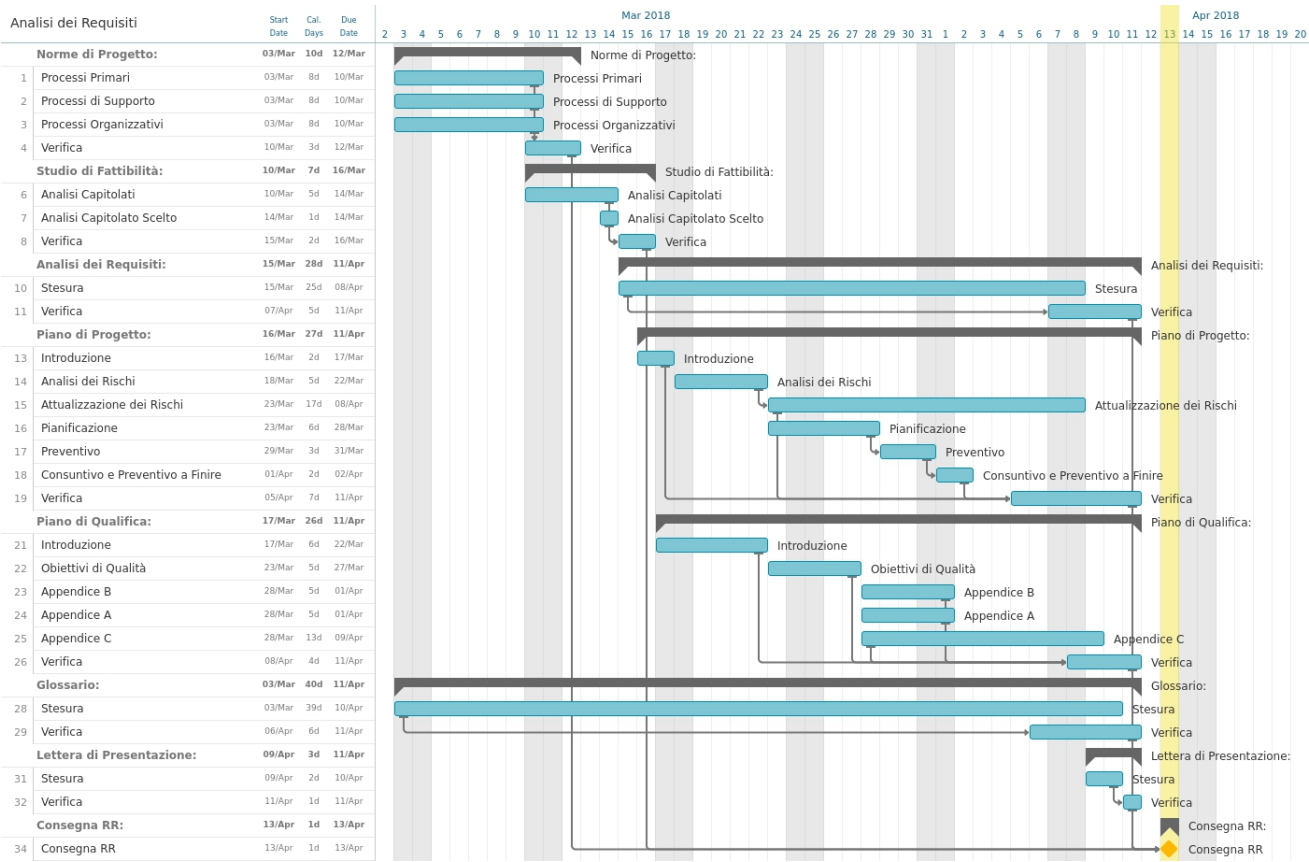 Analisi dei Requisiti Start Date Cal. Days Due Date Mar 2018 Apr 2018
2 3 4 5 6 7 8 9 10 11 12 13 14 15 16 17 18 19 20 21 22 23 24 25 26 27 28 29 30 31 1 2 3 4 5 6 7 8 9 10 11 12 13 14 15 16 17 18 19 20
Norme di Progetto: 03/Mar 10d 12/Mar Norme di Progetto:
1 Processi Primari 03/Mar 8d 10/Mar Processi Primari
2 Processi di Supporto 03/Mar 8d 10/Mar Processi di Supporto
3 Processi Organizzativi 03/Mar 8d 10/Mar Processi Organizzativi
4 Verifica 10/Mar 3d 12/Mar Verifica
Studio di Fattibilità: 10/Mar 7d 16/Mar Studio di Fattibilità:
6 Analisi Capitolati 10/Mar 5d 14/Mar Analisi Capitolati
7 Analisi Capitolato Scelto 14/Mar 1d 14/Mar Analisi Capitolato Scelto
8 Verifica 15/Mar 2d 16/Mar Verifica
Analisi dei Requisiti: 15/Mar 28d 11/Apr Analisi dei Requisiti:
10 Stesura 15/Mar 25d 08/Apr Stesura
11 Verifica 07/Apr 5d 11/Apr Verifica
Piano di Progetto: 16/Mar 27d 11/Apr Piano di Progetto:
13 Introduzione 16/Mar 2d 17/Mar Introduzione
14 Analisi dei Rischi 18/Mar 5d 22/Mar Analisi dei Rischi
15 Attualizzazione dei Rischi 23/Mar 17d 08/Apr Attualizzazione dei Rischi
16 Pianificazione 23/Mar 6d 28/Mar Pianificazione
17 Preventivo 29/Mar 3d 31/Mar Preventivo
18 Consuntivo e Preventivo a Finire 01/Apr 2d 02/Apr Consuntivo e Preventivo a Finire
19 Verifica 05/Apr 7d 11/Apr Verifica
Piano di Qualifica: 17/Mar 26d 11/Apr Piano di Qualifica:
21 Introduzione 17/Mar 6d 22/Mar Introduzione
22 Obiettivi di Qualità 23/Mar 5d 27/Mar Obiettivi di Qualità
23 Appendice B 28/Mar 5d 01/Apr Appendice B
24 Appendice A 28/Mar 5d 01/Apr Appendice A
25 Appendice C 28/Mar 13d 09/Apr Appendice C
26 Verifica 08/Apr 4d 11/Apr Verifica
Glossario: 03/Mar 40d 11/Apr Glossario:
28 Stesura 03/Mar 39d 10/Apr Stesura
29 Verifica 06/Apr 6d 11/Apr Verifica
Lettera di Presentazione: 09/Apr 3d 11/Apr Lettera di Presentazione:
31 Stesura 09/Apr 2d 10/Apr Stesura
32 Verifica 11/Apr 1d 11/Apr Verifica
Consegna RR: 13/Apr 1d 13/Apr Consegna RR:
34 Consegna RR 13/Apr 1d 13/Apr Consegna RR